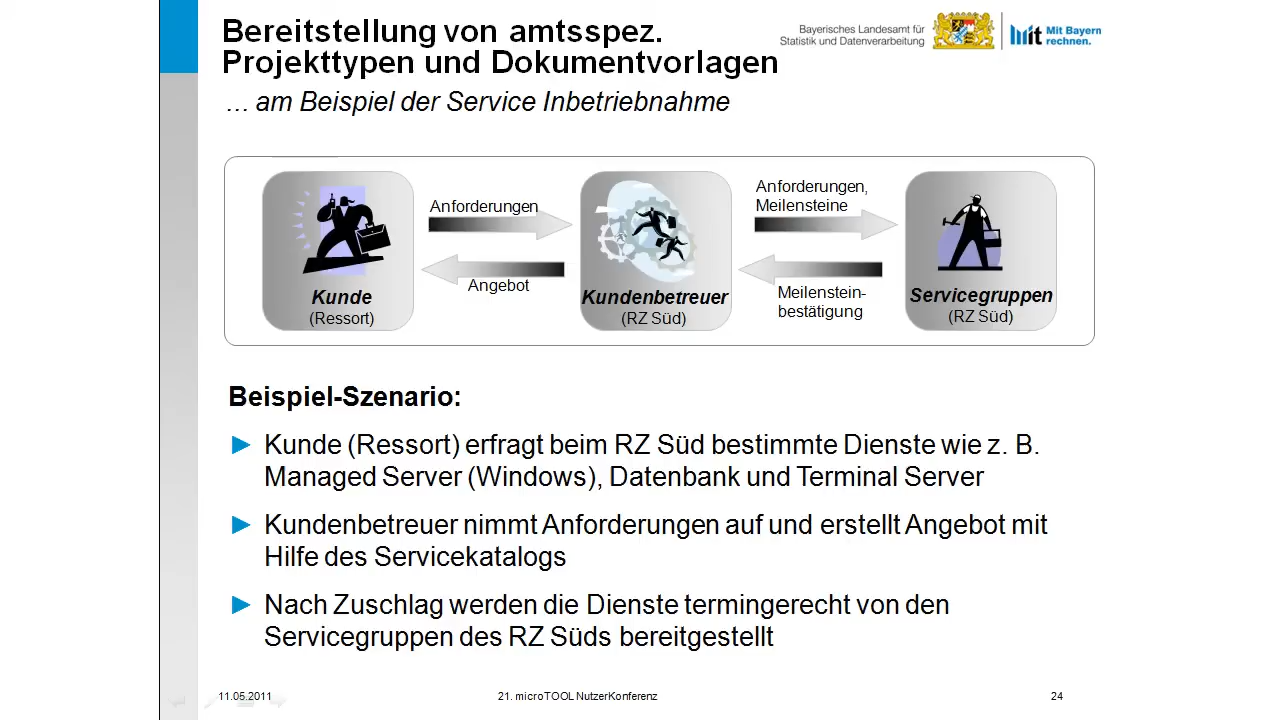 Bereitstellung von amtsspez.
Projekttypen und Dokumentvorlagen
... am Beispiel der Service Inbetriebnahme
Bayerisches Landesamt für
Statistik und Datenverarbeitung
Mit Bayern
rechnen.
Anforderungen
Angebot
Anforderungen,
Meilensteine
Meilenstein-
bestätigung
Kunde
(Ressort)
Kundenbetreuer
(RZ Süd)
Servicegruppen
(RZ Süd)
Beispiel-Szenario:
► Kunde (Ressort) erfragt beim RZ Süd bestimmte Dienste wie z. B.
Managed Server (Windows), Datenbank und Terminal Server
► Kundenbetreuer nimmt Anforderungen auf und erstellt Angebot mit
Hilfe des Servicekatalogs
► Nach Zuschlag werden die Dienste termingerecht von den
Servicegruppen des RZ Süds bereitgestellt
11.05.2011
21. microTOOL NutzerKonferenz
24